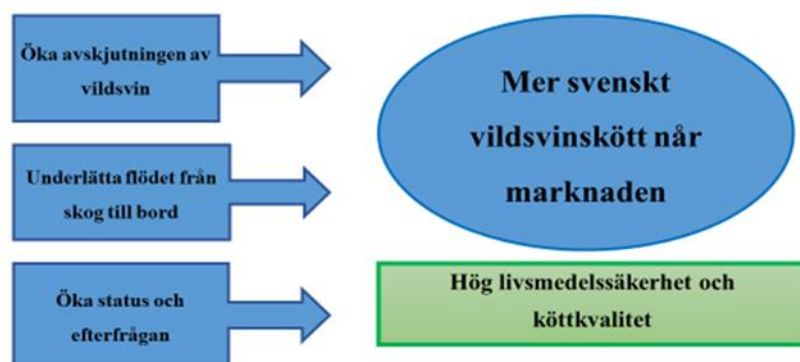 Öka avskjutningen av
vildsvin
Underlätta flödet från
skog till bord
Öka status och
efterfrågan
Mer svenskt
vildsvinskött når
marknaden
Hög livsmedelssäkerhet och
köttkvalitet